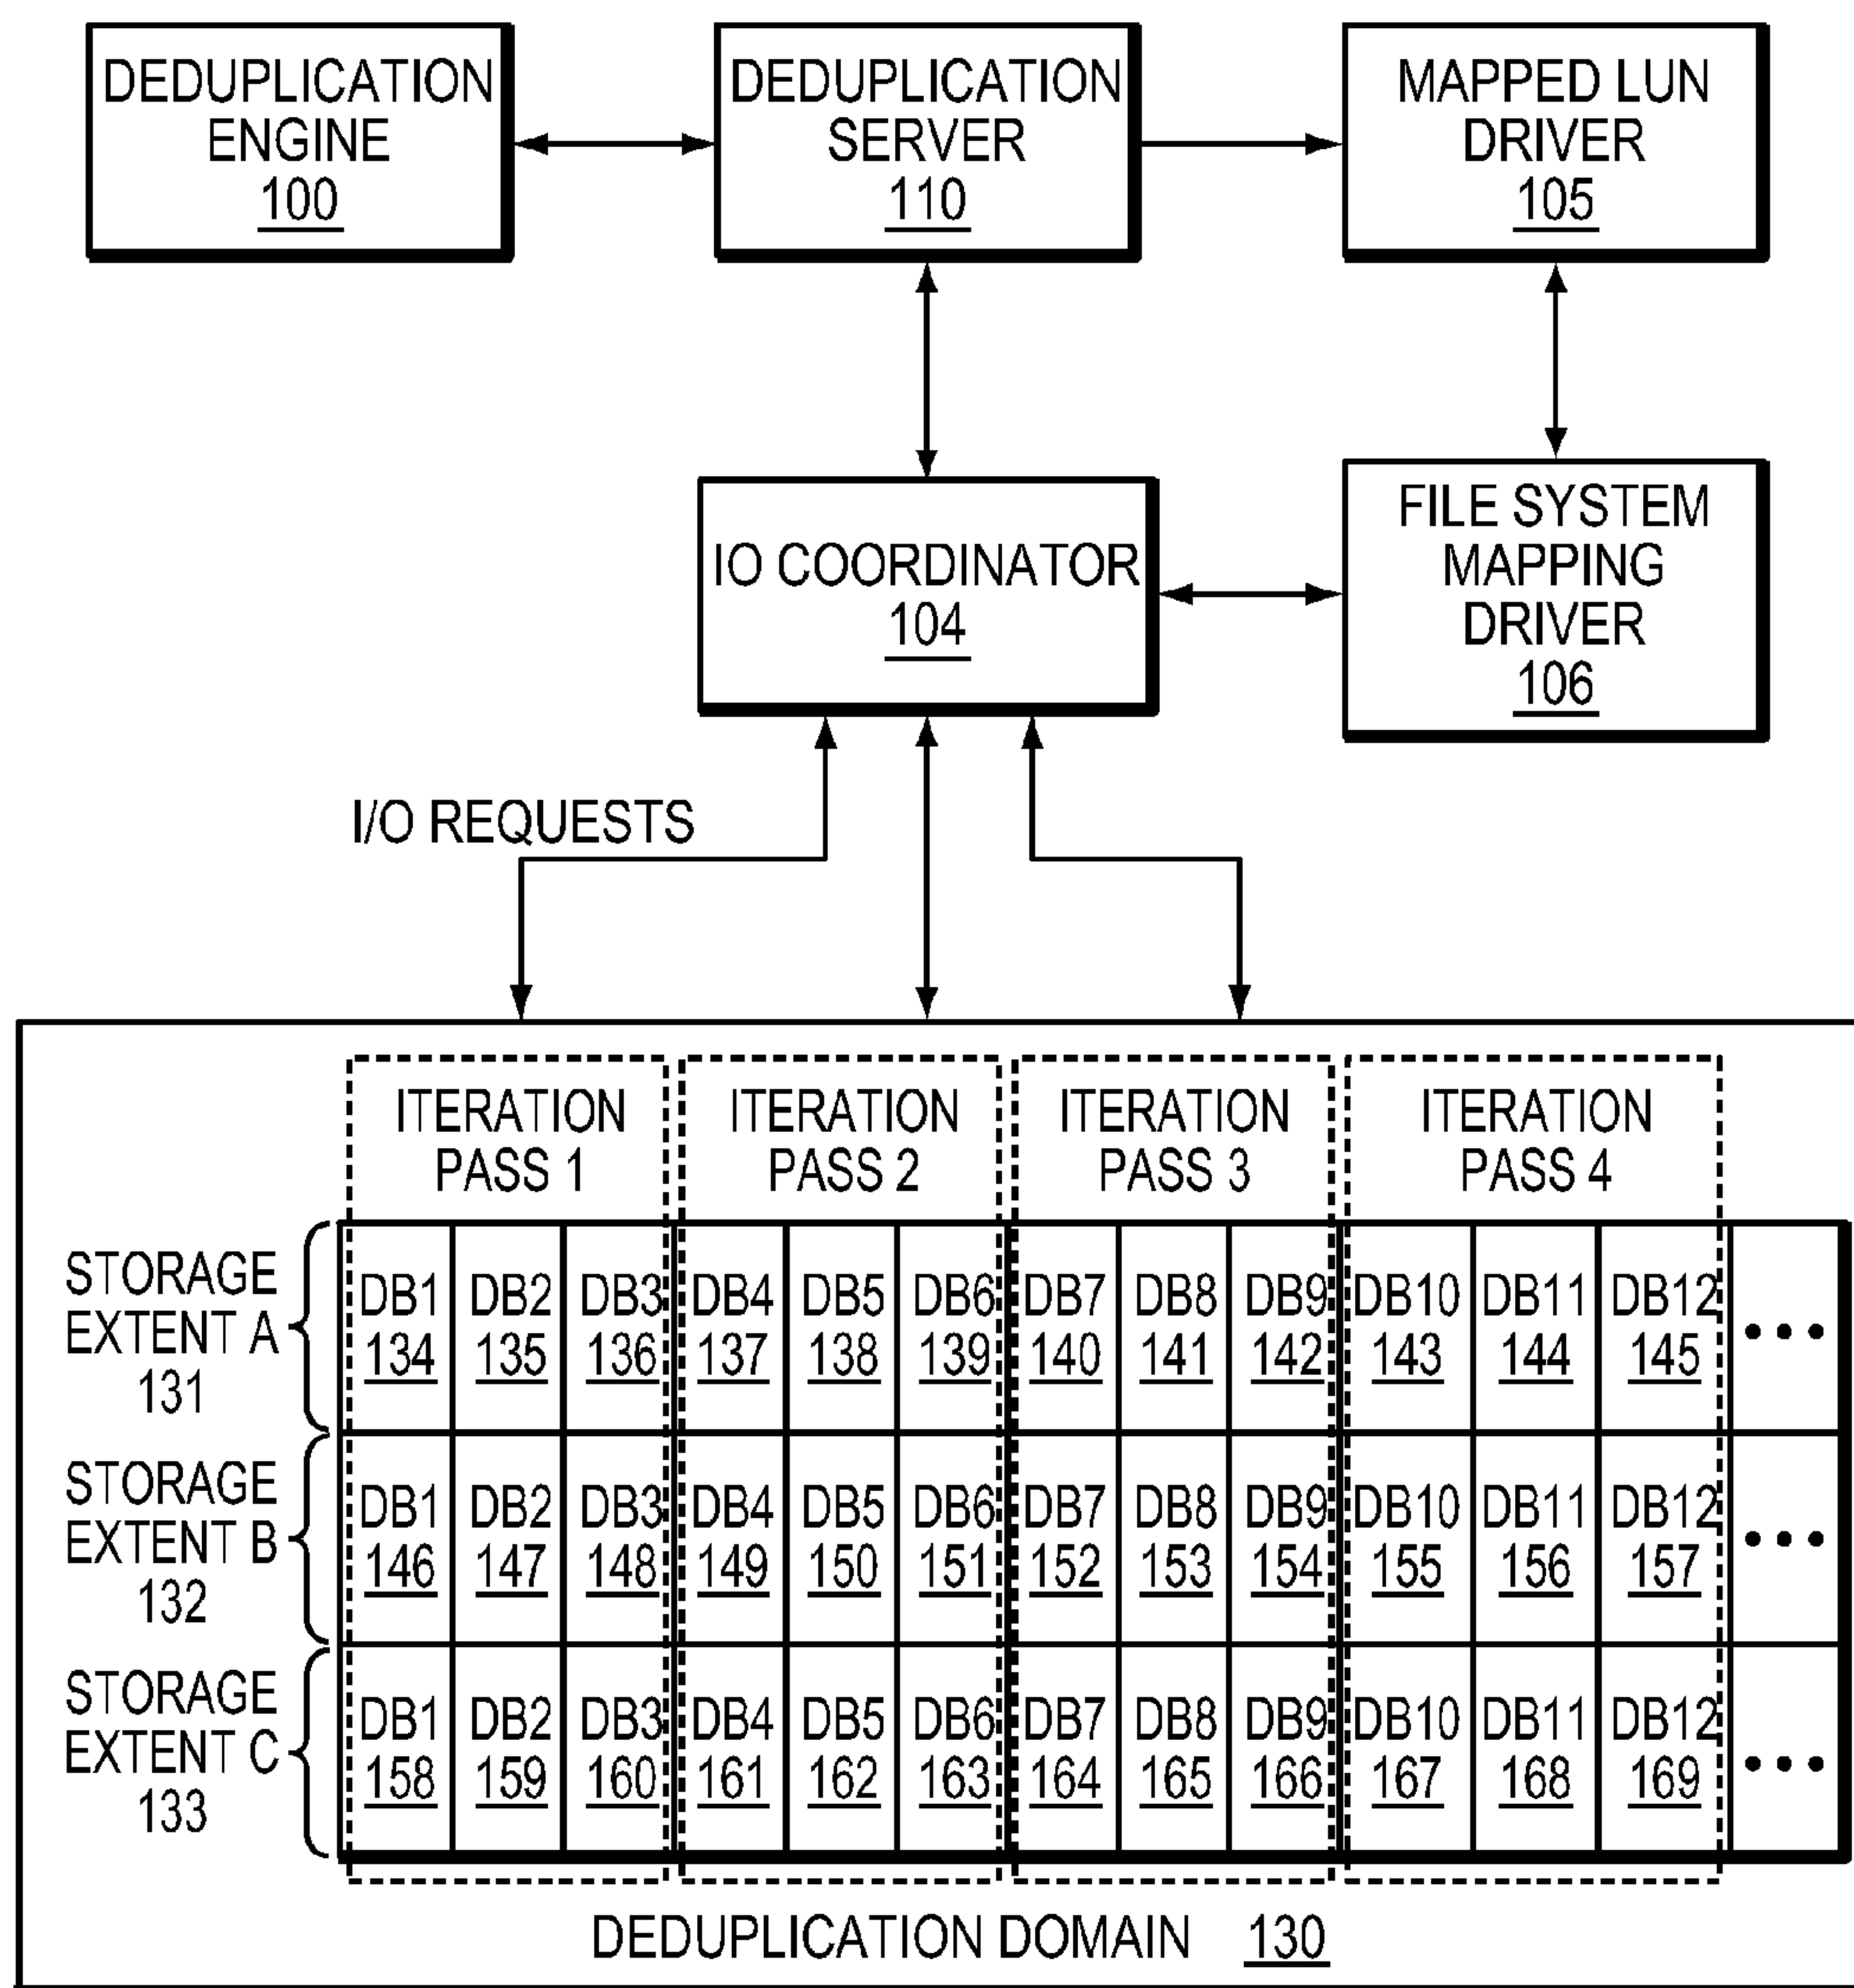 DEDUPLICATION
ENGINE
100
DEDUPLICATION
SERVER
110
MAPPED LUN
DRIVER
105
IO COORDINATOR
104
FILE SYSTEM
MAPPING
DRIVER
106
I/O REQUESTS
ITERATION
PASS 1
ITERATION
PASS 2
ITERATION
PASS 3
ITERATION
PASS 4
STORAGE
EXTENT A
131
DB1 DB2 DB3 DB4 DB5 DB6 DB7 DB8 DB9 DB10 DB11 DB12
134 135 136 137 138 139 140 141 142 143 144 145 •••
STORAGE
EXTENT B
132
DB1 DB2 DB3 DB4 DB5 DB6 DB7 DB8 DB9 DB10 DB11 DB12
146 147 148 149 150 151 152 153 154 155 156 157 •••
STORAGE
EXTENT C
133
DB1 DB2 DB3 DB4 DB5 DB6 DB7 DB8 DB9 DB10 DB11 DB12
158 159 160 161 162 163 164 165 166 167 168 169 •••
DEDUPLICATION DOMAIN 130